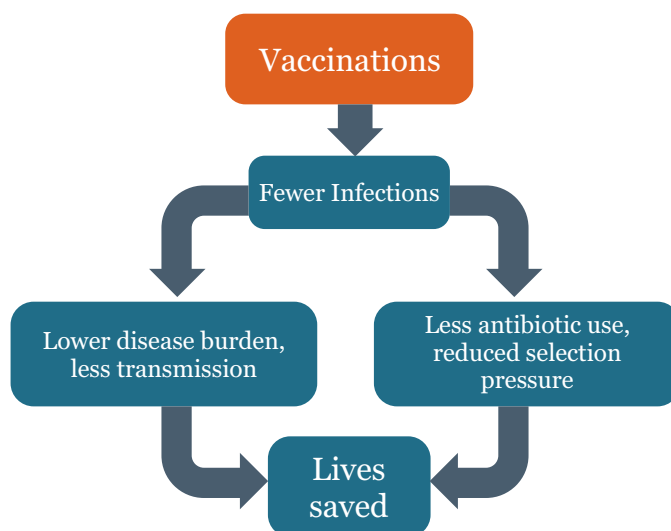 Vaccinations
Fewer Infections
Lower disease burden,
less transmission
Less antibiotic use,
reduced selection
pressure
Lives
saved